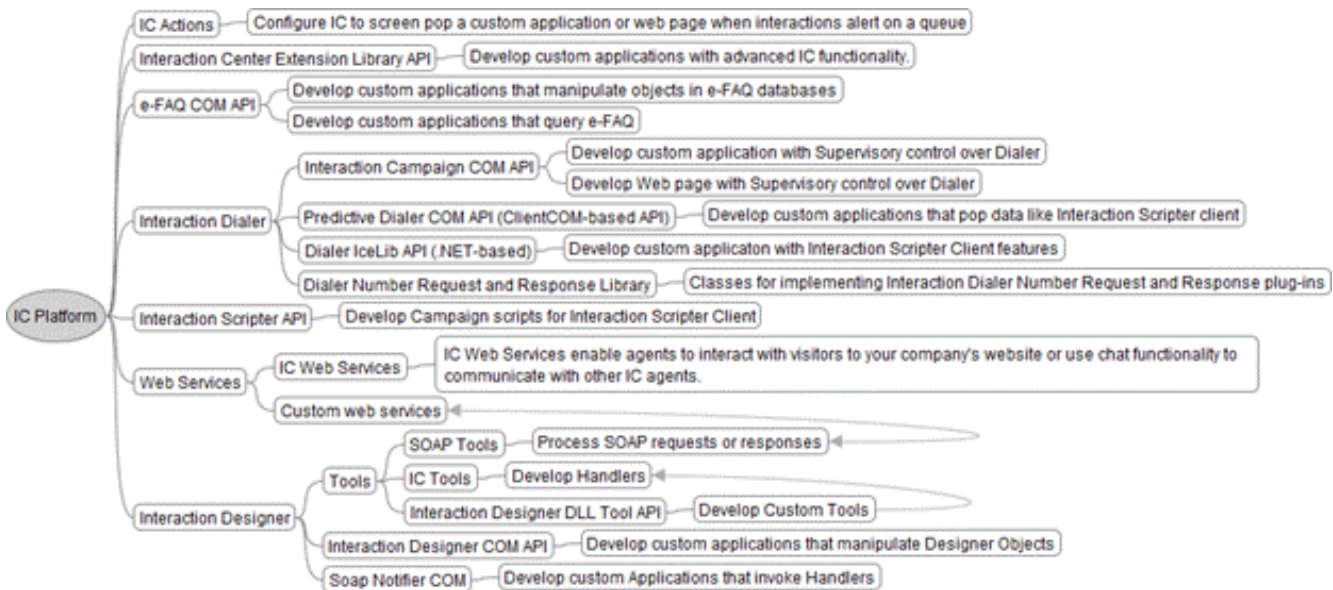 IC Actions
Configure IC to screen pop a custom application or web page when interactions alert on a queue
Interaction Center Extension Library API
Develop custom applications with advanced IC functionality.
e-FAQ COM API
Develop custom applications that manipulate objects in e-FAQ databases
Develop custom applications that query e-FAQ
Interaction Dialer
Interaction Campaign COM API
Develop custom application with Supervisory control over Dialer
Develop Web page with Supervisory control over Dialer
Predictive Dialer COM API (ClientCOM-based API)
Develop custom applications that pop data like Interaction Scripter client
Dialer IceLib API (.NET-based)
Develop custom applicaton with Interaction Scripter Client features
Dialer Number Request and Response Library
Classes for implementing Interaction Dialer Number Request and Response plug-ins
IC Platform
Interaction Scripter API
Develop Campaign scripts for Interaction Scripter Client
Web Services
IC Web Services
IC Web Services enable agents to interact with visitors to your company's website or use chat functionality to
communicate with other IC agents.
Custom web services
Interaction Designer
Tools
SOAP Tools
Process SOAP requests or responses
IC Tools
Develop Handlers
Interaction Designer DLL Tool API
Develop Custom Tools
Interaction Designer COM API
Develop custom applications that manipulate Designer Objects
Soap Notifier COM
Develop custom Applications that invoke Handlers